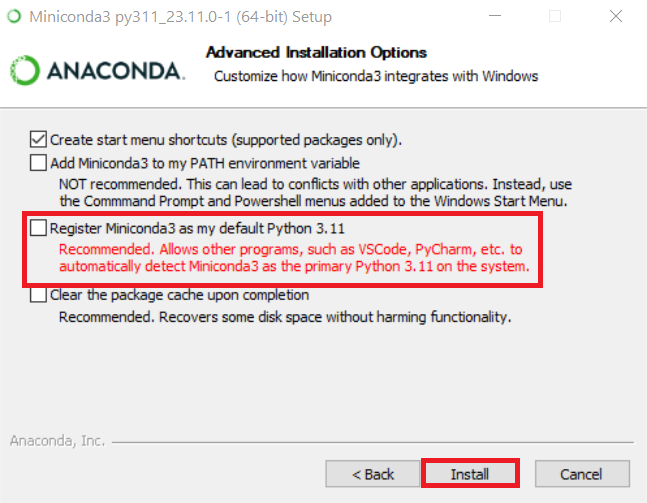 Miniconda3 py311_23.11.0-1 (64-bit) Setup
Advanced Installation Options
Customize how Miniconda3 integrates with Windows
ANACONDA.
Create start menu shortcuts (supported packages only).
Add Miniconda3 to my PATH environment variable
NOT recommended. This can lead to conflicts with other applications. Instead, use
the Commmand Prompt and Powershell menus added to the Windows Start Menu.
Register Miniconda3 as my default Python 3.11
Recommended. Allows other programs, such as VSCode, PyCharm, etc. to
automatically detect Miniconda3 as the primary Python 3.11 on the system.
Clear the package cache upon completion
Recommended. Recovers some disk space without harming functionality.
Anaconda, Inc.
< Back
Install
Cancel